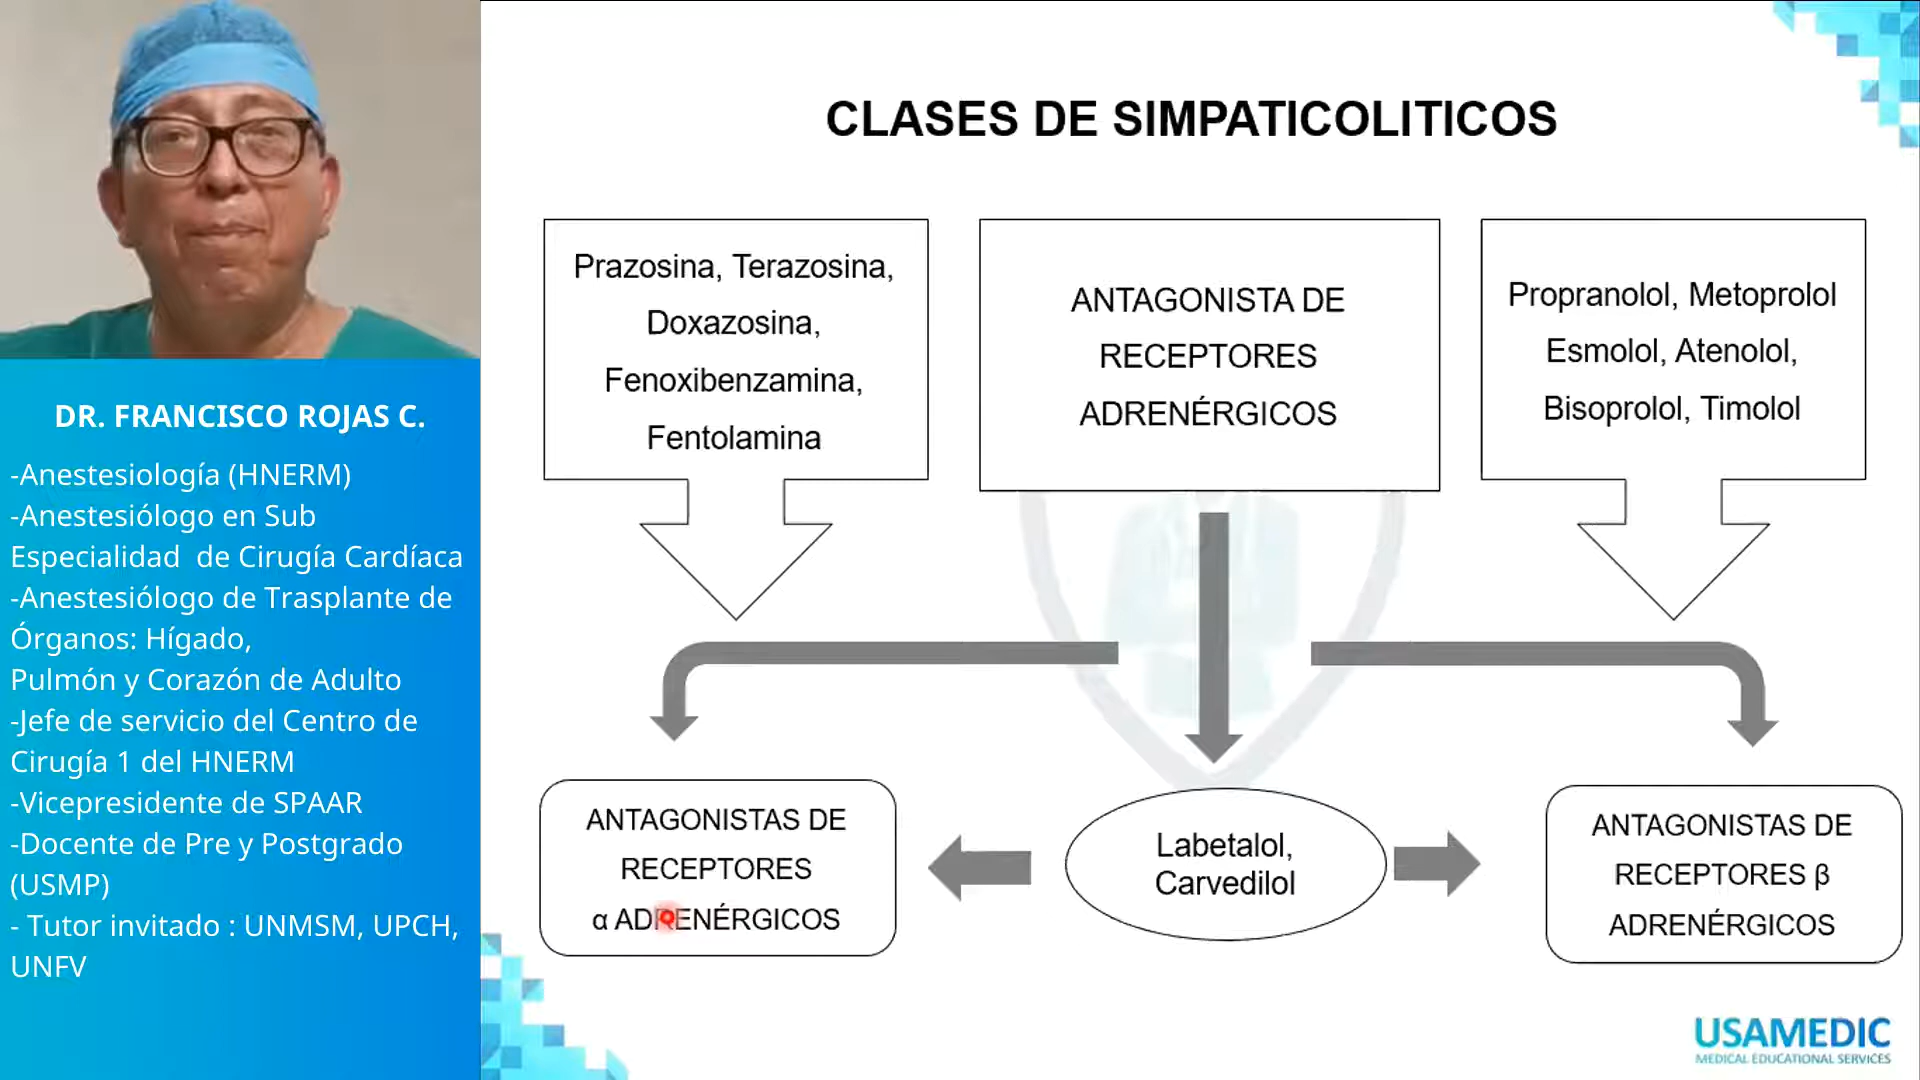 DR. FRANCISCO ROJAS C.
-Anestesiología (HNERM)
-Anestesiólogo en Sub
Especialidad  de Cirugía Cardíaca
-Anestesiólogo de Trasplante de
Órganos: Hígado,
Pulmón y Corazón de Adulto
-Jefe de servicio del Centro de
Cirugía 1 del HNERM
-Vicepresidente de SPAAR
-Docente de Pre y Postgrado
(USMP)
- Tutor invitado : UNMSM, UPCH,
UNFV
CLASES DE SIMPATICOLITICOS
Prazosina, Terazosina,
Doxazosina,
Fenoxibenzamina,
Fentolamina
ANTAGONISTA DE
RECEPTORES
ADRENÉRGICOS
Propranolol, Metoprolol
Esmolol, Atenolol,
Bisoprolol, Timolol
ANTAGONISTAS DE
RECEPTORES
α ADRENÉRGICOS
Labetalol,
Carvedilol
ANTAGONISTAS DE
RECEPTORES β
ADRENÉRGICOS
USAMEDIC
MEDICAL EDUCATIONAL SERVICES